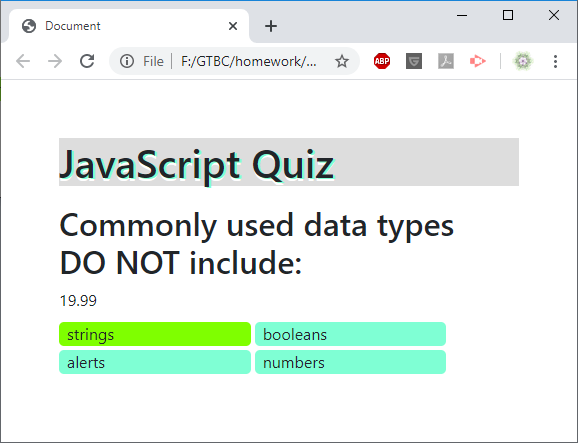 Document
File F:/GTBC/homework/...
ABP
JavaScript Quiz
Commonly used data types
DO NOT include:
19.99
strings booleans
alerts numbers